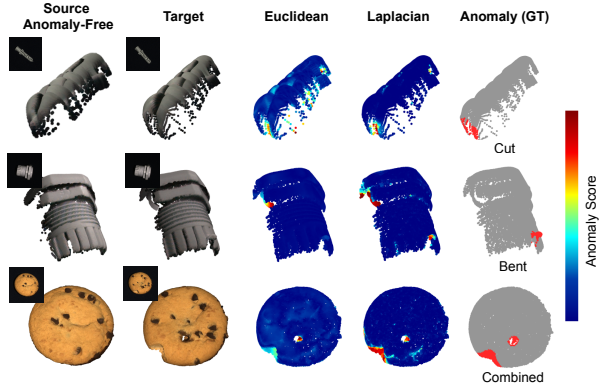 Source
Anomaly-Free
Target
Euclidean
Laplacian
Anomaly (GT)
Cut
Bent
Combined
Anomaly Score